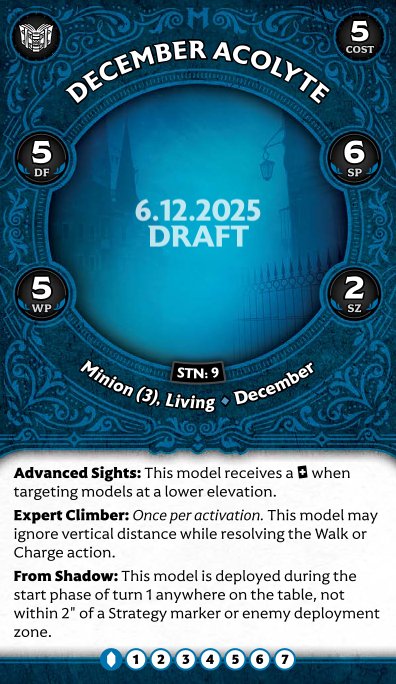 5
COST
DECEMBER ACOLYTE
5
DF
6
SP
6.12.2025
DRAFT
5
WP
2
SZ
STN: 9
Minion (3), Living ⬥ December
Advanced Sights: This model receives a + when
targeting models at a lower elevation.
Expert Climber: Once per activation. This model may
ignore vertical distance while resolving the Walk or
Charge action.
From Shadow: This model is deployed during the
start phase of turn 1 anywhere on the table, not
within 2" of a Strategy marker or enemy deployment
zone.
1 2 3 4 5 6 7